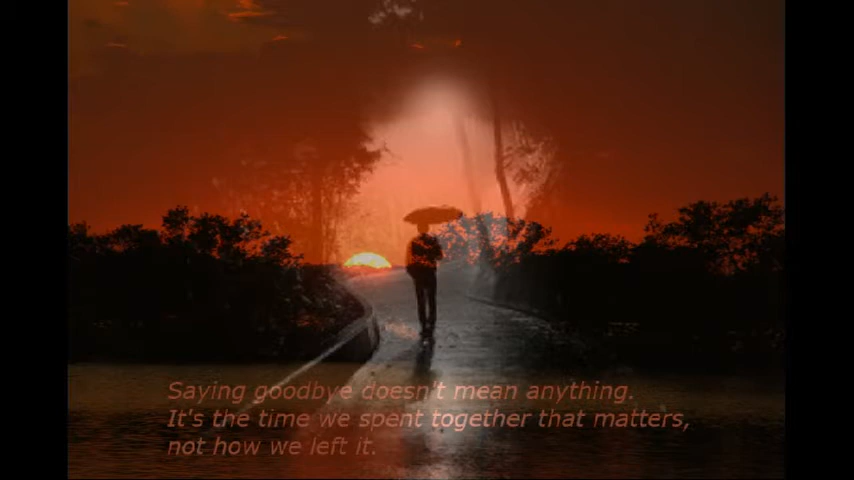 Saying goodbye doesn't mean anything.
It's the time we spent together that matters,
not how we left it.